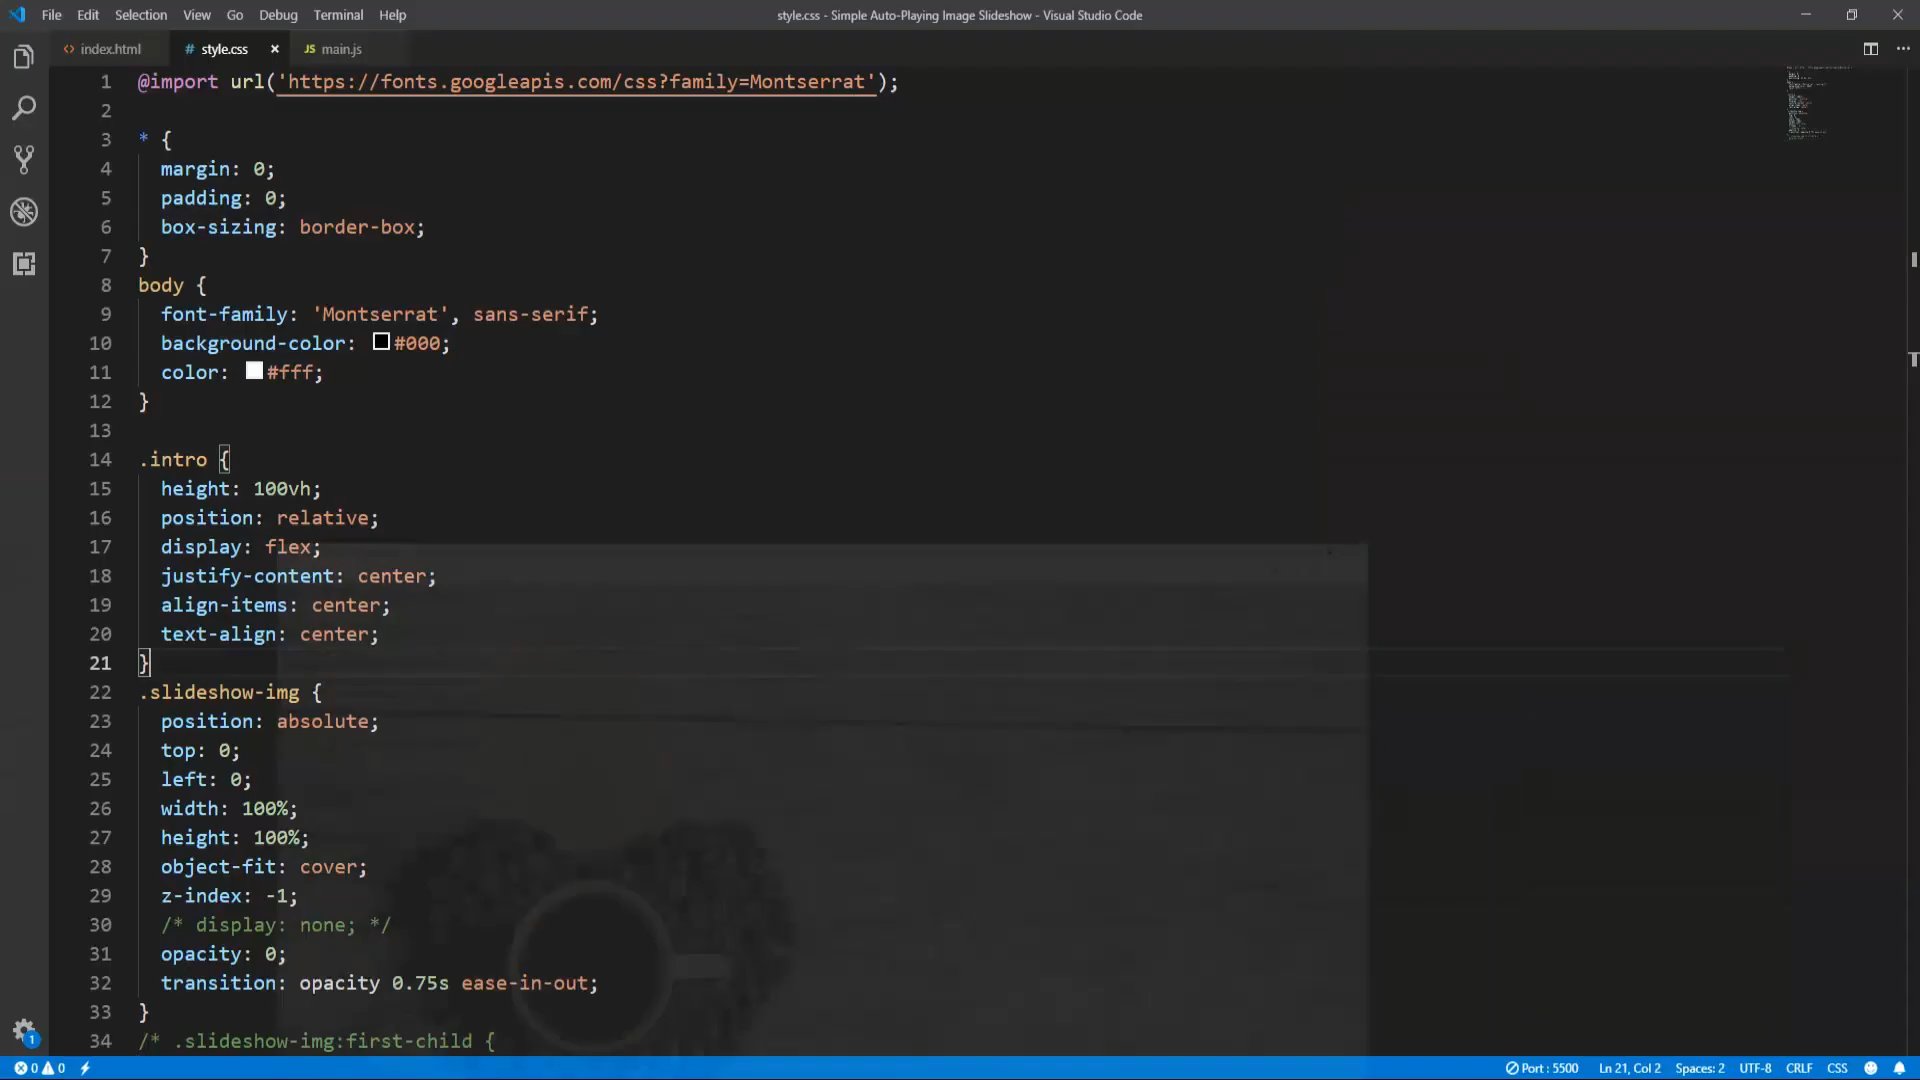 File Edit Selection View Go Debug Terminal Help
style.css - Simple Auto-Playing Image Slideshow - Visual Studio Code
<> index.html
# style.css ×
JS main.js
1 @import url('https://fonts.googleapis.com/css?family=Montserrat');
2
3 * {
4 margin: 0;
5 padding: 0;
6 box-sizing: border-box;
7 }
8 body {
9 font-family: 'Montserrat', sans-serif;
10 background-color: #000;
11 color: #fff;
12 }
13
14 .intro {
15 height: 100vh;
16 position: relative;
17 display: flex;
18 justify-content: center;
19 align-items: center;
20 text-align: center;
21 }
22 .slideshow-img {
23 position: absolute;
24 top: 0;
25 left: 0;
26 width: 100%;
27 height: 100%;
28 object-fit: cover;
29 z-index: -1;
30 /* display: none; */
31 opacity: 0;
32 transition: opacity 0.75s ease-in-out;
33 }
34 /* .slideshow-img:first-child {
1
0 0
Port : 5500 Ln 21, Col 2 Spaces: 2 UTF-8 CRLF CSS